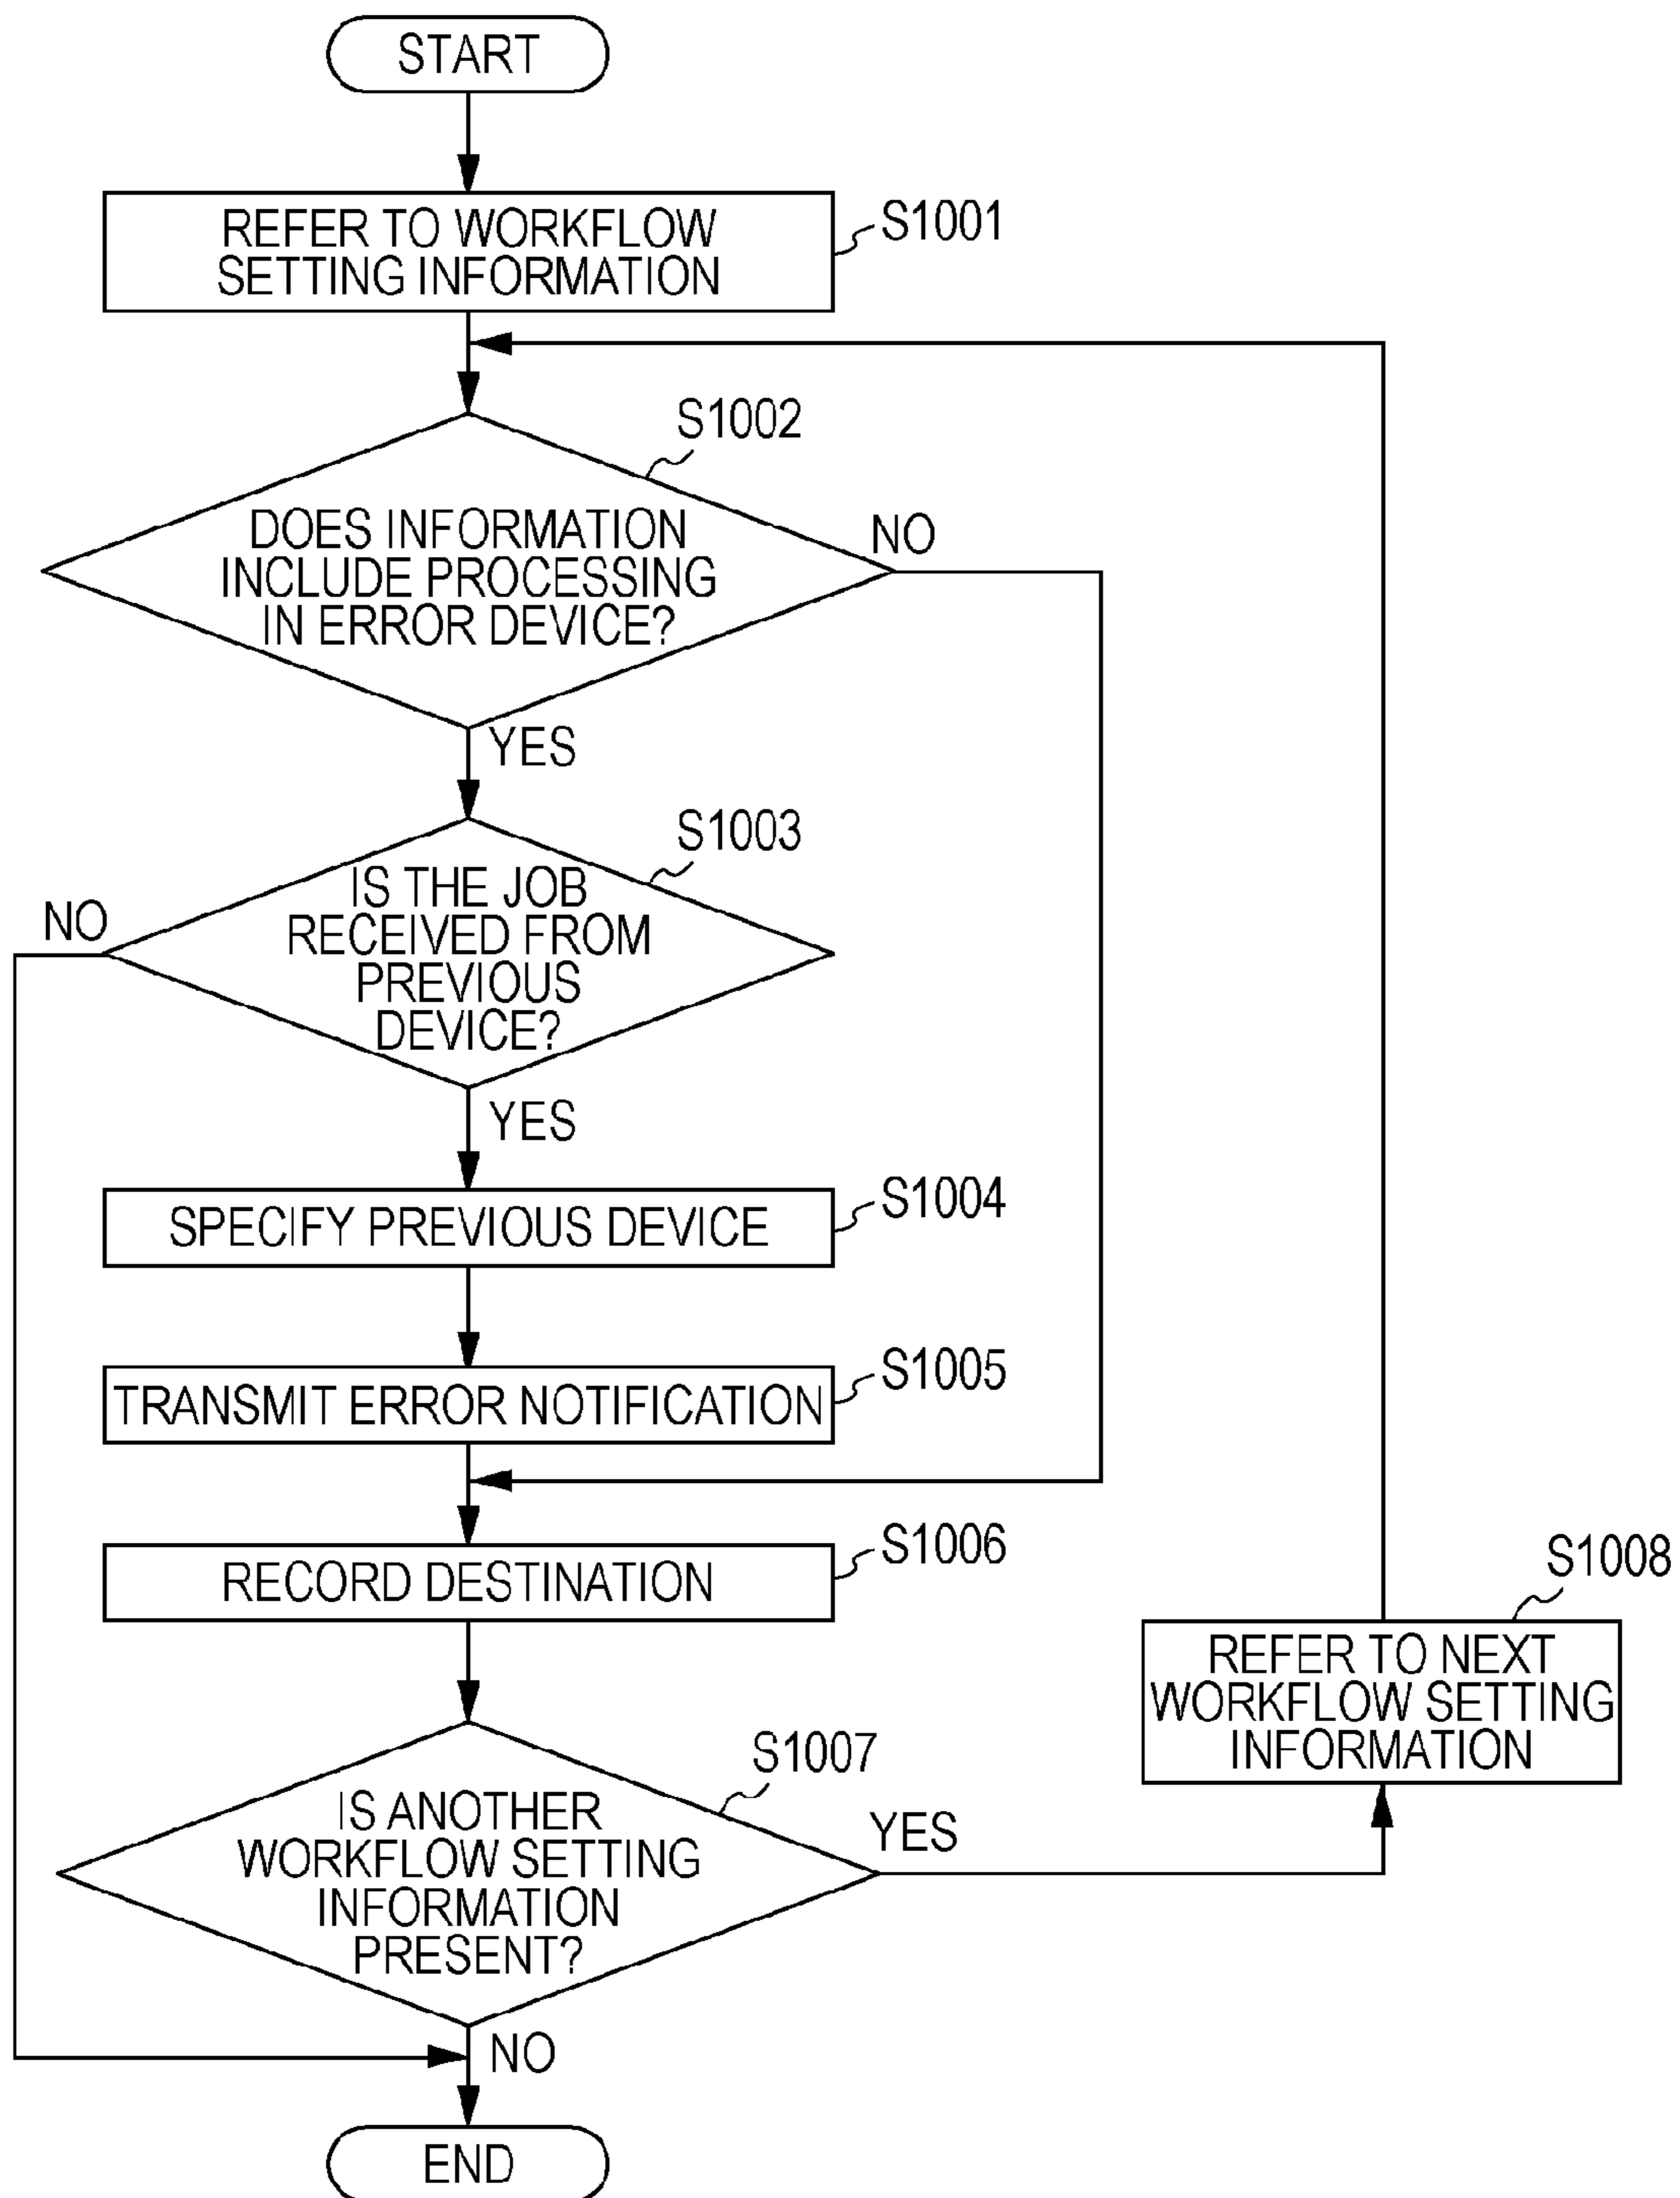 START
REFER TO WORKFLOW
SETTING INFORMATION
S1001
S1002
DOES INFORMATION
INCLUDE PROCESSING
IN ERROR DEVICE?
NO
YES
S1003
IS THE JOB
RECEIVED FROM
PREVIOUS
DEVICE?
NO
YES
SPECIFY PREVIOUS DEVICE
S1004
TRANSMIT ERROR NOTIFICATION
S1005
RECORD DESTINATION
S1006
S1008
REFER TO NEXT
WORKFLOW SETTING
INFORMATION
S1007
IS ANOTHER
WORKFLOW SETTING
INFORMATION
PRESENT?
YES
NO
END